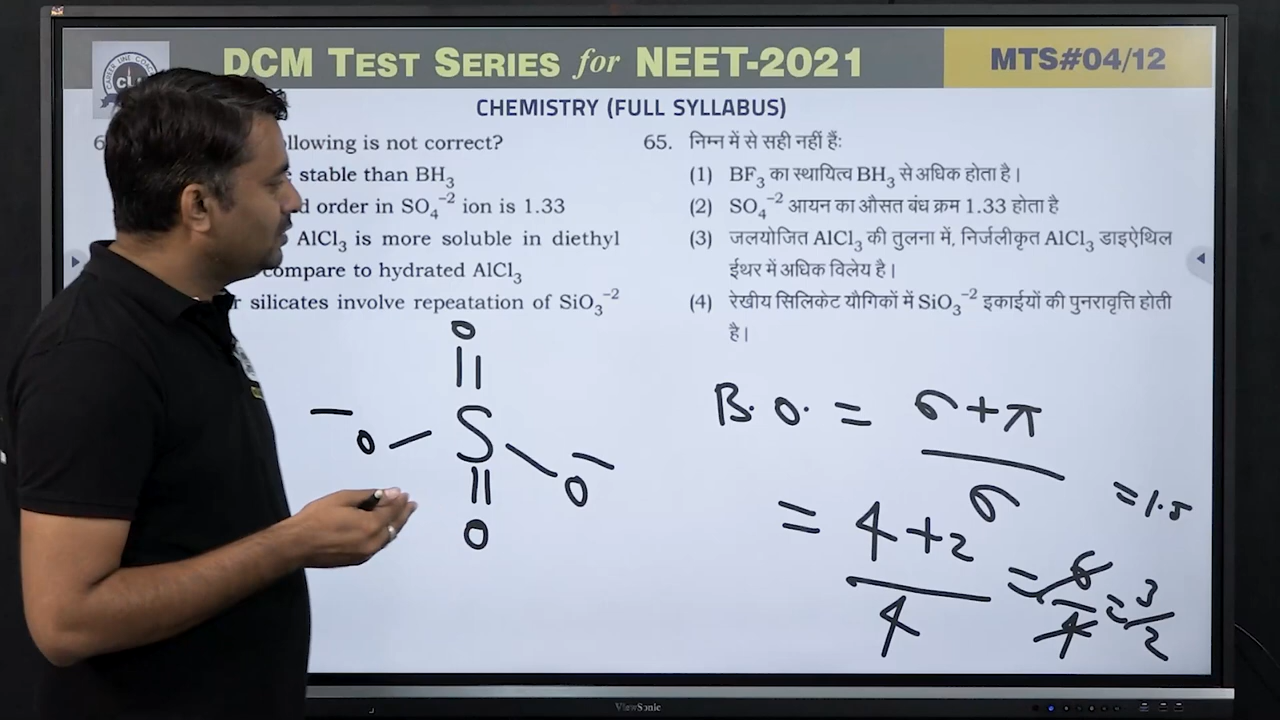 DCM TEST SERIES for NEET-2021
MTS#04/12
CHEMISTRY (FULL SYLLABUS)
llowing is not correct?
stable than BH3
d order in SO4−2 ion is 1.33
AlCl3 is more soluble in diethyl
compare to hydrated AlCl3
silicates involve repeatation of SiO3−2
65. निम्न में से सही नहीं हैं:
(1) BF3 का स्थायित्व BH3 से अधिक होता है।
(2) SO4−2 आयन का औसत बंध क्रम 1.33 होता है
(3) जलयोजित AlCl3 की तुलना में, निर्जलीकृत AlCl3 डाइऐथिल
ईथर में अधिक विलेय है।
(4) रेखीय सिलिकेट यौगिकों में SiO3−2 इकाईयों की पुनरावृत्ति होती
है।
O
||
− O — S — O −
||
O
B.O. = σ+π / σ
= 4+2 / 4 = 6/4 = 3/2 = 1.5
ViewSonic